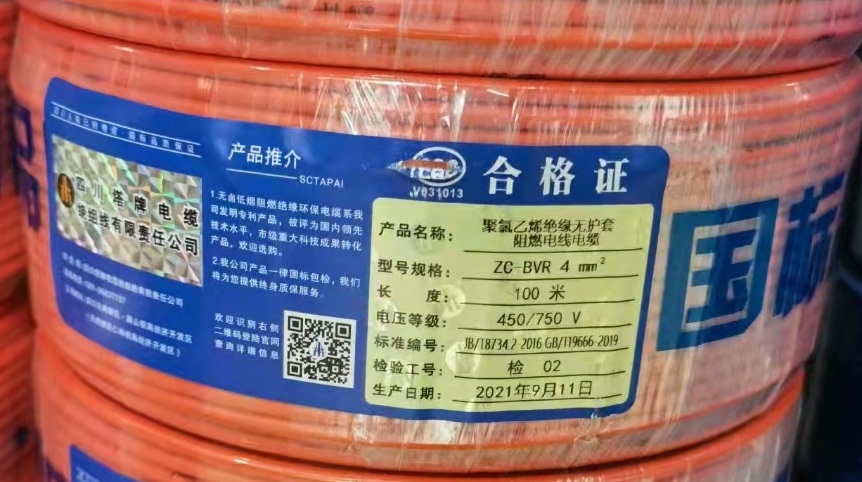 国标
产品推介
SCTAPAI
四川塔牌电缆
缘组线有限责任公司
1.无卤低烟阻燃绝缘环保电缆系我
司发明专利产品，被评为国内领先
技术水平，市级重大科技成果转化
产品，欢迎选购。
2.我公司产品一律国标包检，我们
将为您提供终身质保服务。
欢迎识别右侧
二维码登陆官网
查询详细信息
V031013
合格证
产品名称： 聚氯乙烯绝缘无护套
阻燃电线电缆
型号规格： ZC-BVR 4 mm²
长 度： 100 米
电压等级： 450/750 V
标准编号： JB/T8734.2-2016 GB/T19666-2019
检验工号： 检 02
生产日期： 2021年9月11日